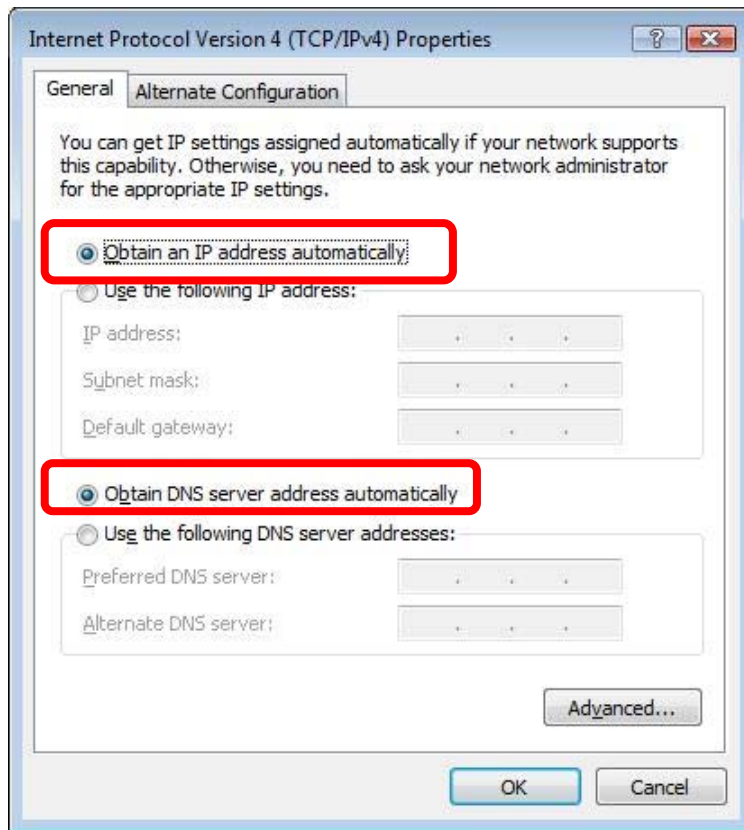 Internet Protocol Version 4 (TCP/IPv4) Properties
General
Alternate Configuration
You can get IP settings assigned automatically if your network supports
this capability. Otherwise, you need to ask your network administrator
for the appropriate IP settings.
Obtain an IP address automatically
Use the following IP address:
IP address:
Subnet mask:
Default gateway:
Obtain DNS server address automatically
Use the following DNS server addresses:
Preferred DNS server:
Alternate DNS server:
Advanced...
OK
Cancel